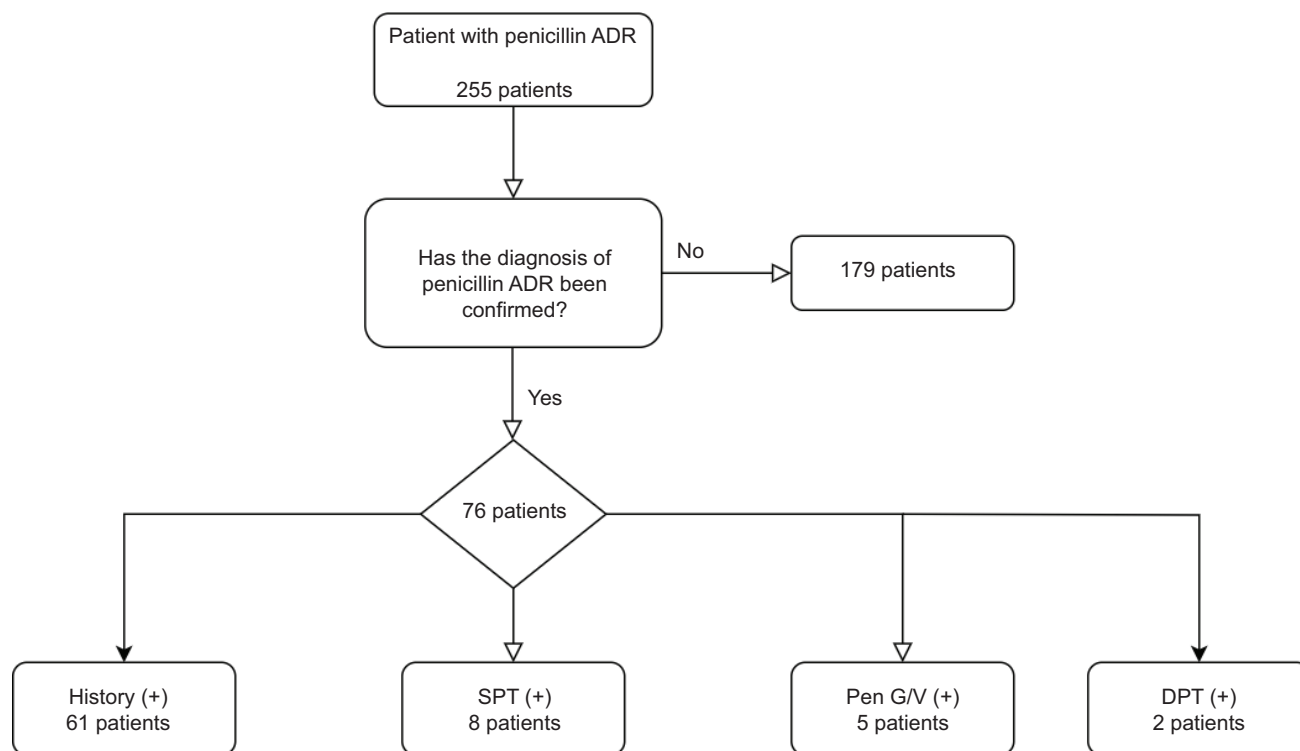 Patient with penicillin ADR
255 patients
Has the diagnosis of
penicillin ADR been
confirmed?
No
179 patients
Yes
76 patients
History (+)
61 patients
SPT (+)
8 patients
Pen G/V (+)
5 patients
DPT (+)
2 patients